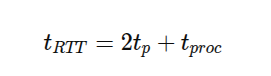 t_{RTT} = 2t_p + t_{proc}